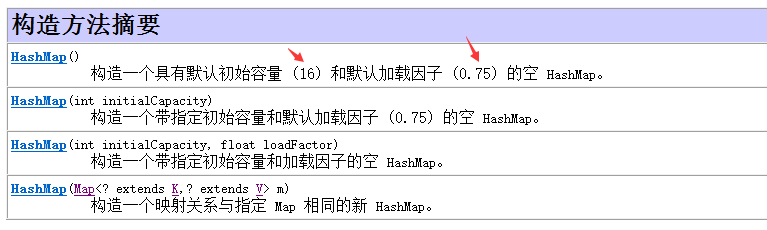 构造方法摘要
HashMap()
构造一个具有默认初始容量 (16) 和默认加载因子 (0.75) 的空 HashMap。
HashMap(int initialCapacity)
构造一个带指定初始容量和默认加载因子 (0.75) 的空 HashMap。
HashMap(int initialCapacity, float loadFactor)
构造一个带指定初始容量和加载因子的空 HashMap。
HashMap(Map<? extends K,? extends V> m)
构造一个映射关系与指定 Map 相同的新 HashMap。